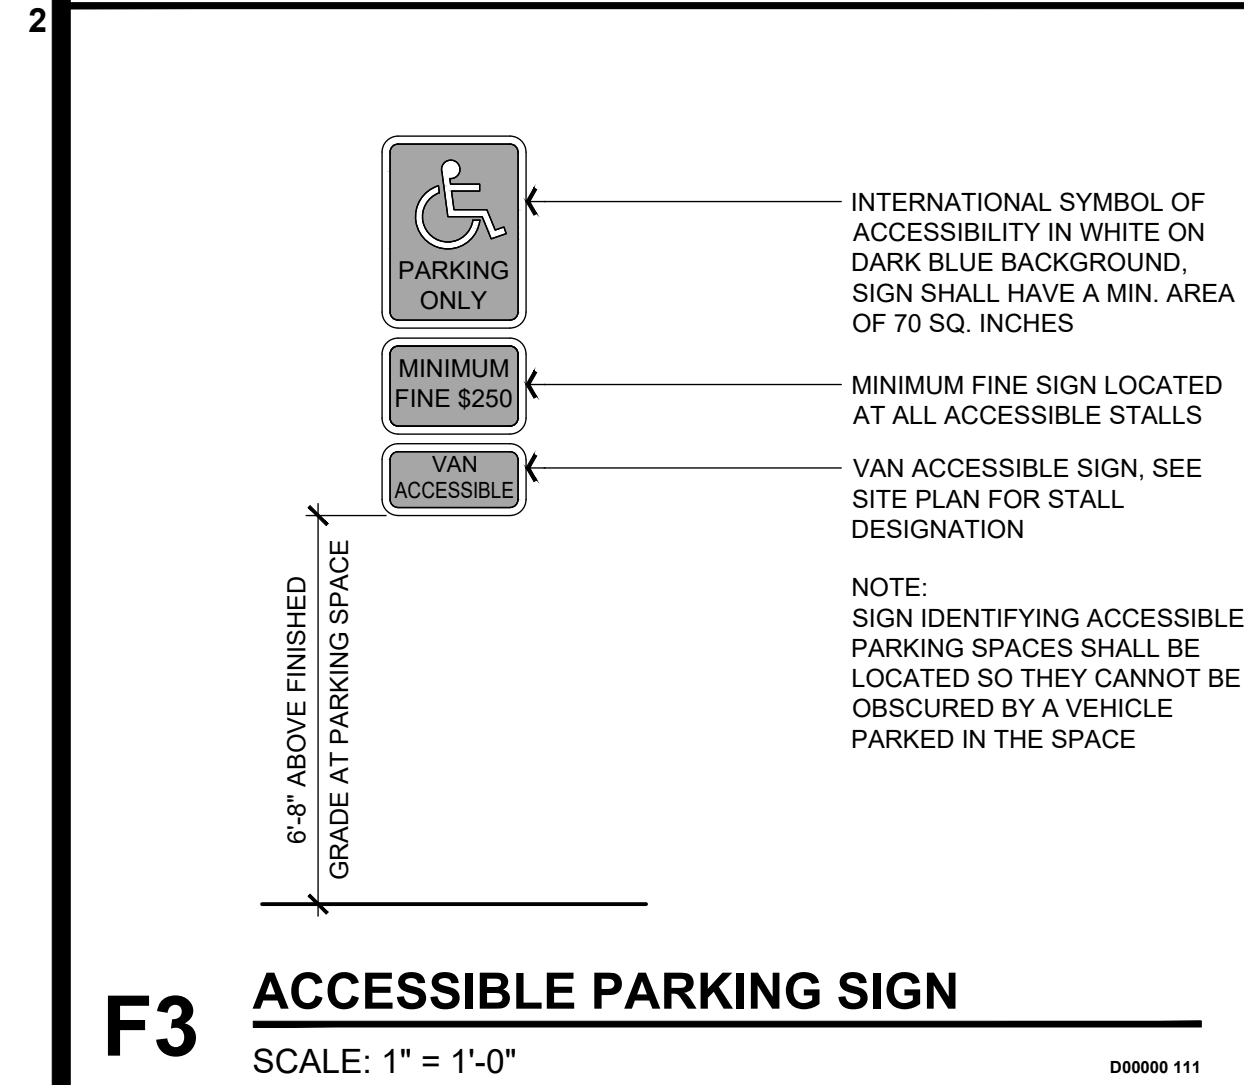 2
PARKING
ONLY
MINIMUM
FINE $250
VAN
ACCESSIBLE
INTERNATIONAL SYMBOL OF
ACCESSIBILITY IN WHITE ON
DARK BLUE BACKGROUND,
SIGN SHALL HAVE A MIN. AREA
OF 70 SQ. INCHES
MINIMUM FINE SIGN LOCATED
AT ALL ACCESSIBLE STALLS
VAN ACCESSIBLE SIGN, SEE
SITE PLAN FOR STALL
DESIGNATION
NOTE:
SIGN IDENTIFYING ACCESSIBLE
PARKING SPACES SHALL BE
LOCATED SO THEY CANNOT BE
OBSCURED BY A VEHICLE
PARKED IN THE SPACE
6'-8" ABOVE FINISHED
GRADE AT PARKING SPACE
F3
ACCESSIBLE PARKING SIGN
SCALE: 1" = 1'-0"
D00000 111